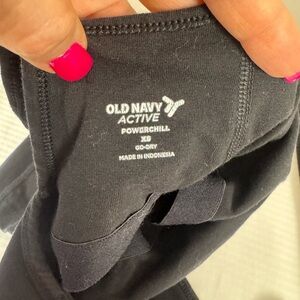 OLD NAVY
ACTIVE
POWERCHILL
XS
GO-DRY
MADE IN INDONESIA